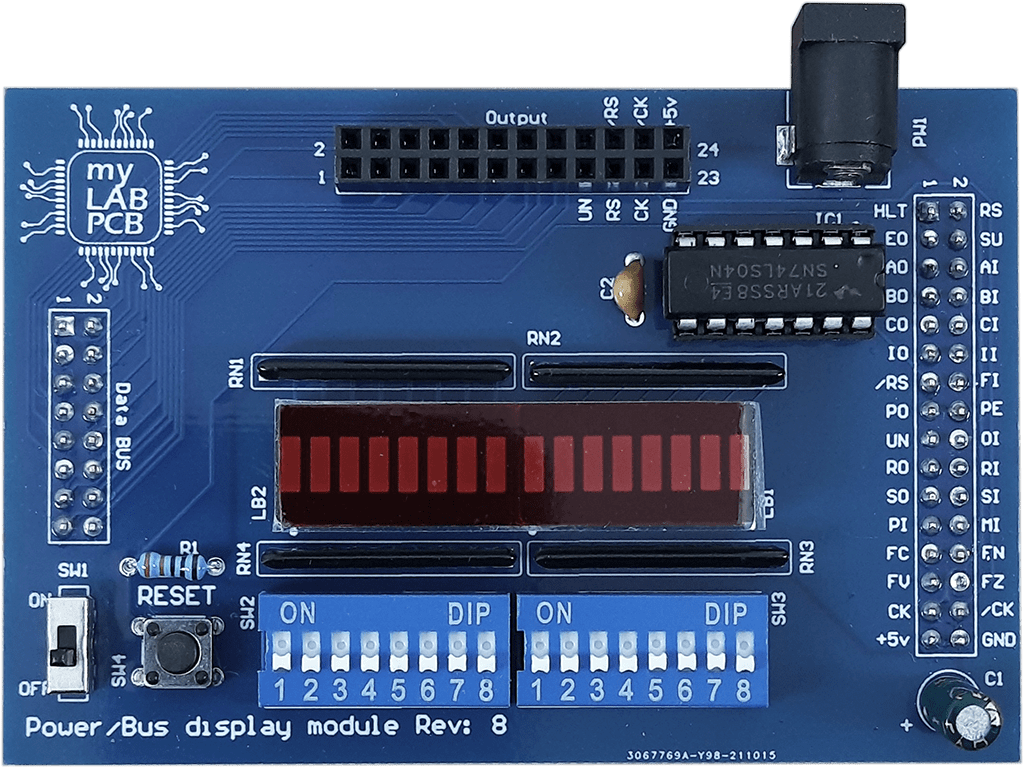 Output
/RS
/CK
+5v
2
24
1
23
UN
RS
CK
GND
PW1
my
LAB
PCB
1 2
Data BUS
C2
IC1
21ARSS8E4
SN74LS04N
1 2
HLT RS
EO SU
AO AI
BO BI
CO CI
IO II
/RS FI
PO PE
UN OI
RO RI
SO SI
PI MI
FC FN
FV FZ
CK /CK
+5v GND
RN1
RN2
LB2
LB1
RN4
RN3
R1
RESET
SW1
ON
OFF
SW4
SW2
ON DIP
1 2 3 4 5 6 7 8
ON DIP
1 2 3 4 5 6 7 8
SW3
C1
+
Power/Bus display module Rev: 8
3067769A-Y98-211015